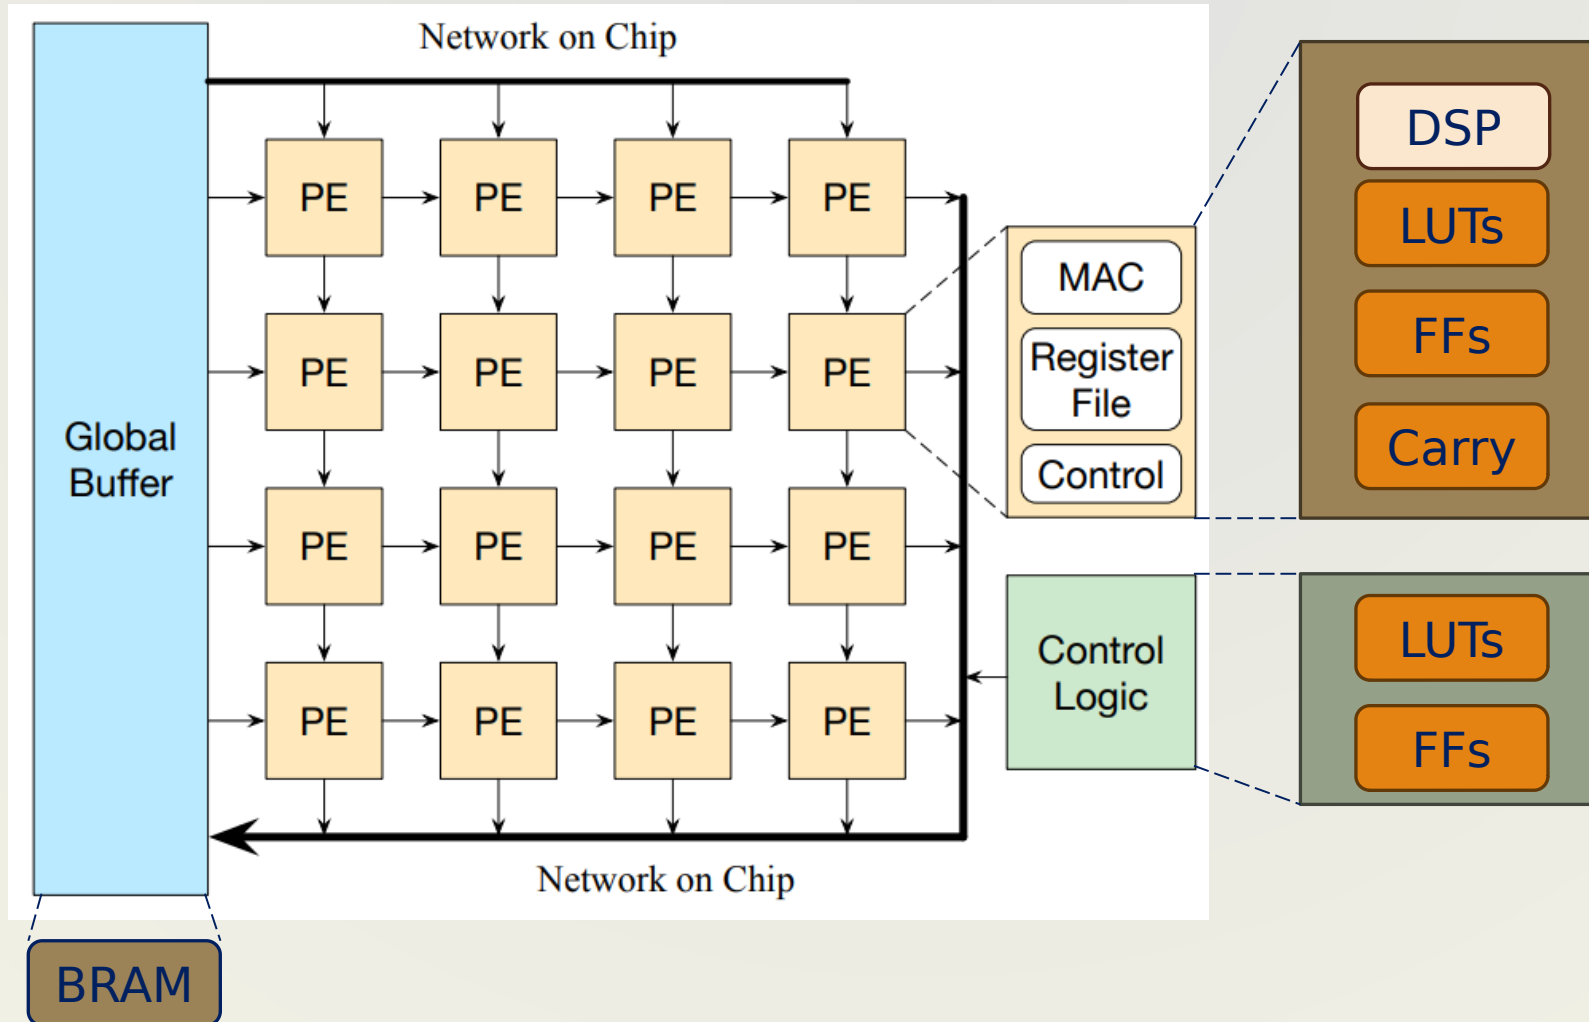 Network on Chip
PE PE PE PE
PE PE PE PE
PE PE PE PE
PE PE PE PE
Global
Buffer
Network on Chip
MAC
Register
File
Control
Control
Logic
DSP
LUTs
FFs
Carry
LUTs
FFs
BRAM